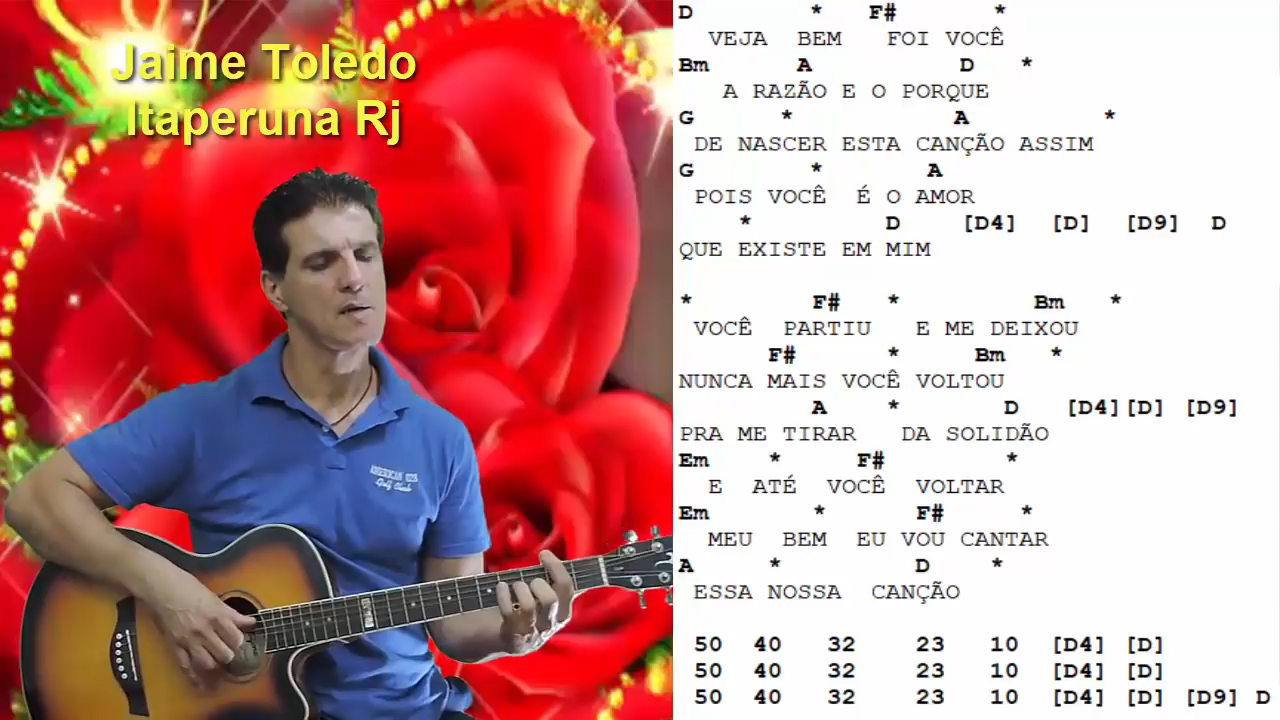 Jaime Toledo
Itaperuna Rj
AMERICAN
Golf Club
D * F# *
VEJA BEM FOI VOCÊ
Bm A D *
A RAZÃO E O PORQUE
G * A *
DE NASCER ESTA CANÇÃO ASSIM
G * A
POIS VOCÊ É O AMOR
* D [D4] [D] [D9] D
QUE EXISTE EM MIM
* F# * Bm *
VOCÊ PARTIU E ME DEIXOU
F# * Bm *
NUNCA MAIS VOCÊ VOLTOU
A * D [D4] [D] [D9]
PRA ME TIRAR DA SOLIDÃO
Em * F# *
E ATÉ VOCÊ VOLTAR
Em * F# *
MEU BEM EU VOU CANTAR
A * D *
ESSA NOSSA CANÇÃO
50 40 32 23 10 [D4] [D]
50 40 32 23 10 [D4] [D]
50 40 32 23 10 [D4] [D] [D9] D